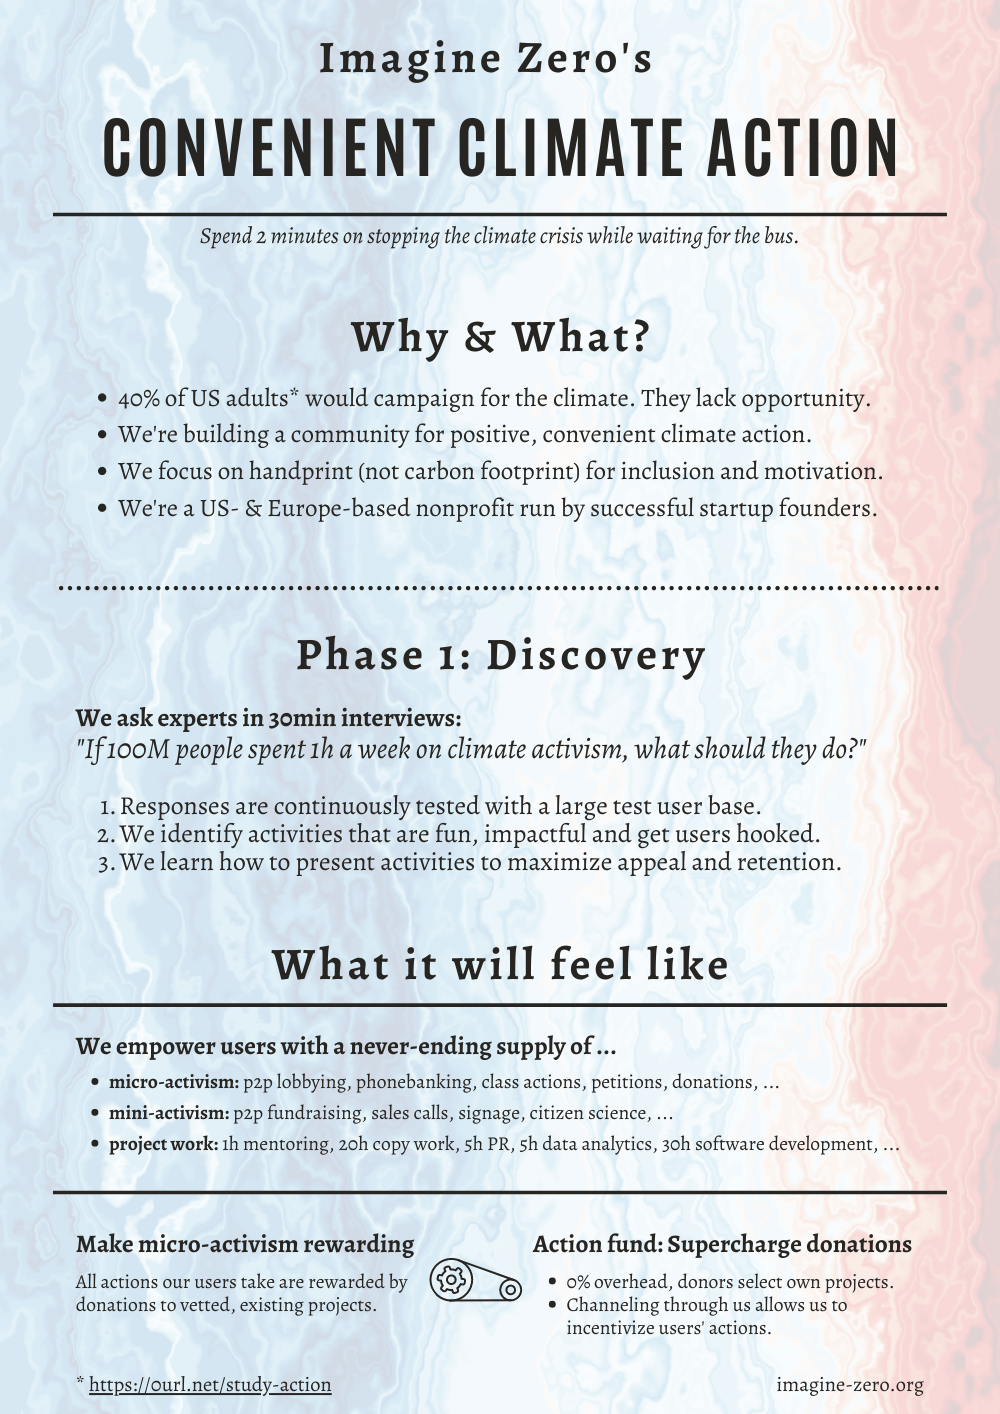 Imagine Zero's
CONVENIENT CLIMATE ACTION
Spend 2 minutes on stopping the climate crisis while waiting for the bus.
Why & What?
• 40% of US adults* would campaign for the climate. They lack opportunity.
• We're building a community for positive, convenient climate action.
• We focus on handprint (not carbon footprint) for inclusion and motivation.
• We're a US- & Europe-based nonprofit run by successful startup founders.
Phase 1: Discovery
We ask experts in 30min interviews:
"If 100M people spent 1h a week on climate activism, what should they do?"
1. Responses are continuously tested with a large test user base.
2. We identify activities that are fun, impactful and get users hooked.
3. We learn how to present activities to maximize appeal and retention.
What it will feel like
We empower users with a never-ending supply of ...
• micro-activism: p2p lobbying, phonebanking, class actions, petitions, donations, ...
• mini-activism: p2p fundraising, sales calls, signage, citizen science, ...
• project work: 1h mentoring, 20h copy work, 5h PR, 5h data analytics, 30h software development, ...
Make micro-activism rewarding
All actions our users take are rewarded by
donations to vetted, existing projects.
Action fund: Supercharge donations
• 0% overhead, donors select own projects.
• Channeling through us allows us to
incentivize users' actions.
* https://0url.net/study-action
imagine-zero.org